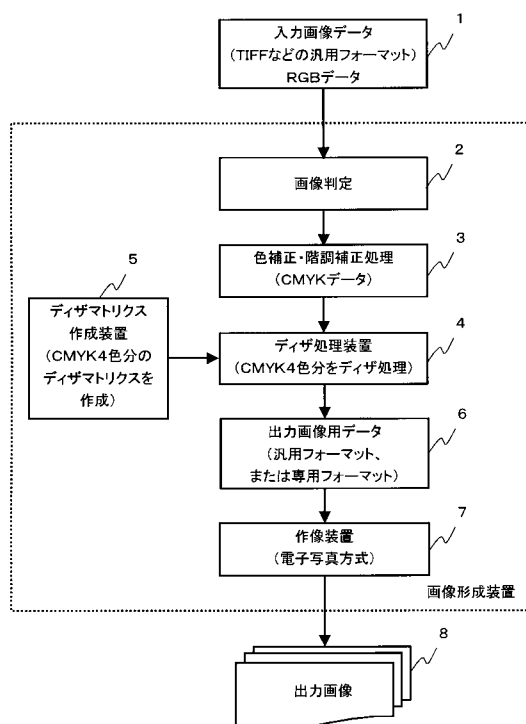 1
入力画像データ
(TIFFなどの汎用フォーマット)
RGBデータ
2
画像判定
3
色補正・階調補正処理
(CMYKデータ)
5
ディザマトリクス
作成装置
(CMYK4色分の
ディザマトリクスを
作成)
4
ディザ処理装置
(CMYK4色分をディザ処理)
6
出力画像用データ
(汎用フォーマット、
または専用フォーマット)
7
作像装置
(電子写真方式)
画像形成装置
8
出力画像